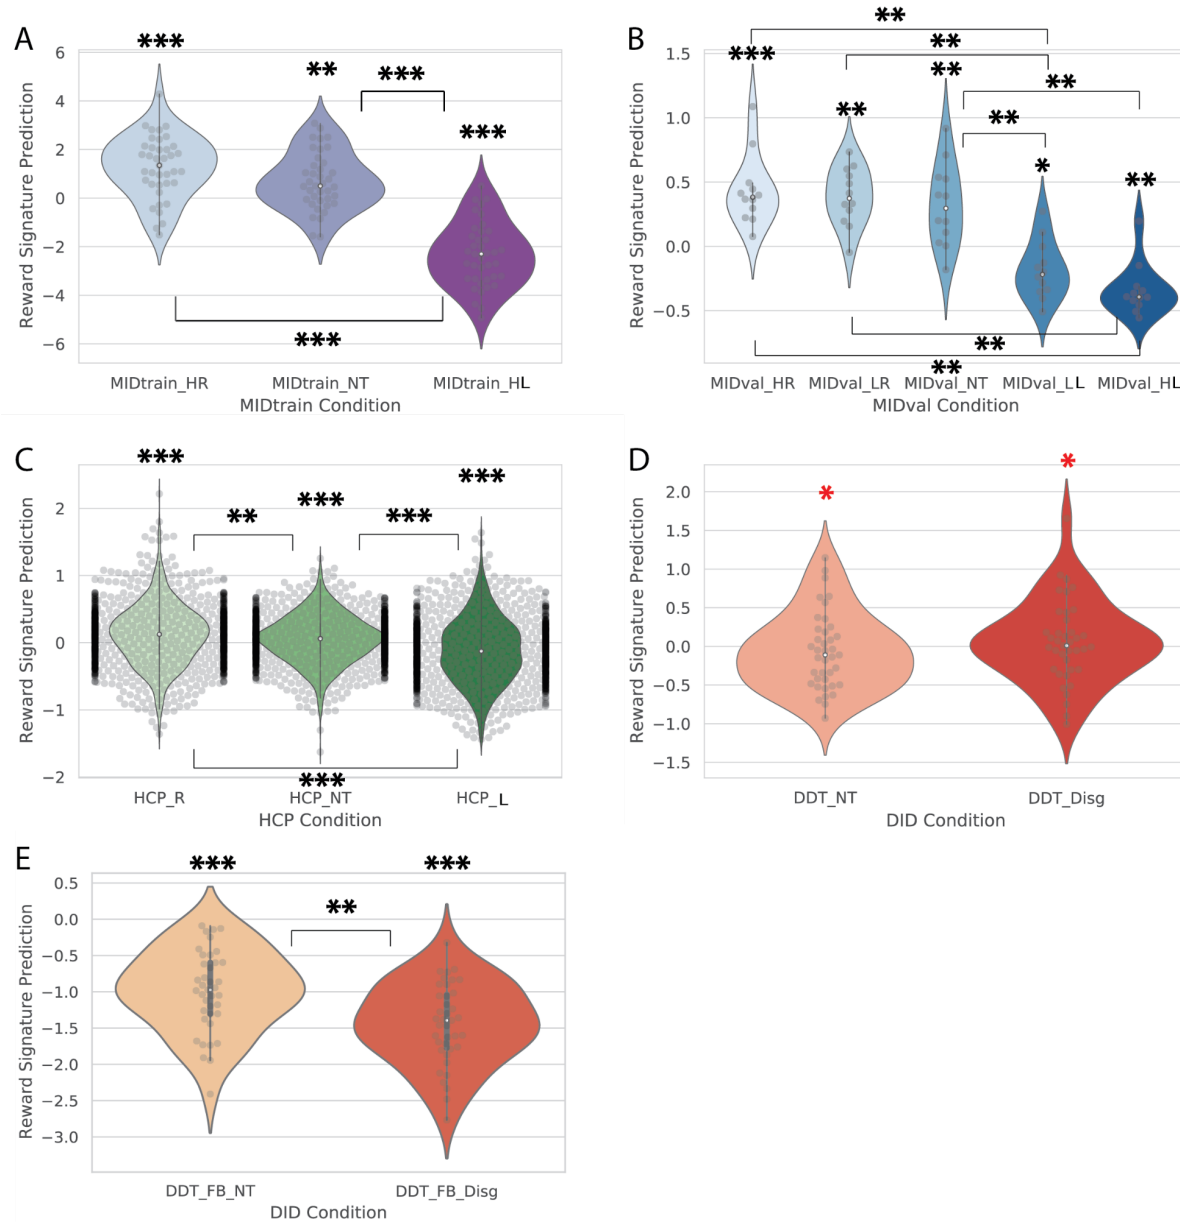 A
***
**
***
***
6
4
2
0
−2
−4
−6
Reward Signature Prediction
***
MIDtrain_HR
MIDtrain_NT
MIDtrain_HL
MIDtrain Condition
B
**
**
***
**
**
**
**
*
**
1.5
1.0
0.5
0.0
−0.5
Reward Signature Prediction
**
**
MIDval_HR
MIDval_LR
MIDval_NT
MIDval_LL
MIDval_HL
MIDval Condition
C
***
***
***
**
***
2
1
0
−1
−2
Reward Signature Prediction
***
HCP_R
HCP_NT
HCP_L
HCP Condition
D
*
*
2.0
1.5
1.0
0.5
0.0
−0.5
−1.0
−1.5
Reward Signature Prediction
DDT_NT
DDT_Disg
DID Condition
E
***
***
**
0.5
0.0
−0.5
−1.0
−1.5
−2.0
−2.5
−3.0
Reward Signature Prediction
DDT_FB_NT
DDT_FB_Disg
DID Condition